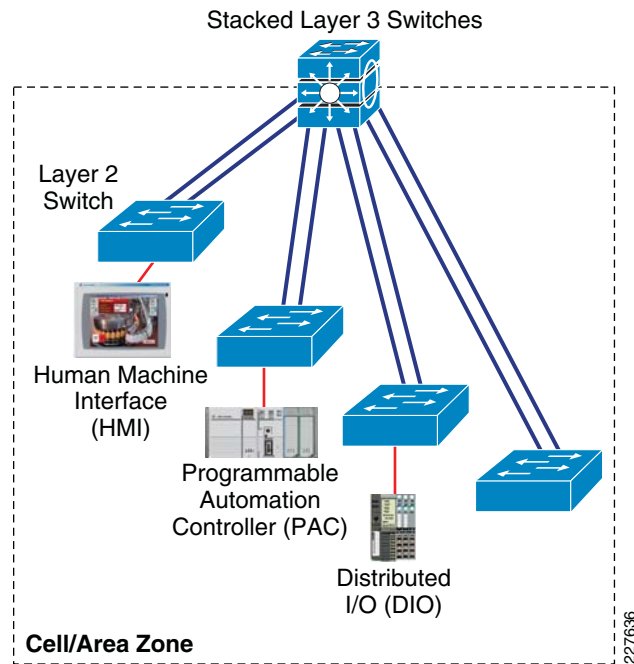 Stacked Layer 3 Switches
Layer 2
Switch
Human Machine
Interface
(HMI)
Programmable
Automation
Controller (PAC)
Distributed
I/O (DIO)
Cell/Area Zone
227636